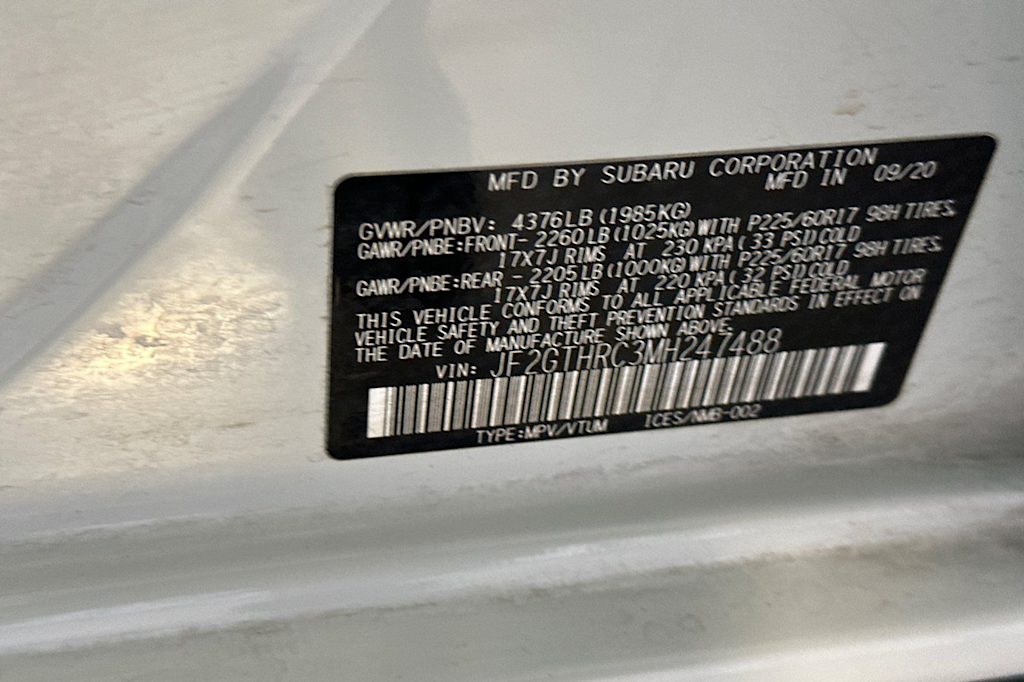 MFD BY SUBARU CORPORATION
MFD IN 09/20
GVWR/PNBV: 4376LB (1985KG)
GAWR/PNBE:FRONT- 2260LB (1025KG)WITH P225/60R17 98H TIRES,
17X7J RIMS AT 230 KPA( 33 PSI)COLD
GAWR/PNBE:REAR - 2205LB (1000KG)WITH P225/60R17 98H TIRES,
17X7J RIMS AT 220 KPA( 32 PSI)COLD
THIS VEHICLE CONFORMS TO ALL APPLICABLE FEDERAL MOTOR
VEHICLE SAFETY AND THEFT PREVENTION STANDARDS IN EFFECT ON
THE DATE OF MANUFACTURE SHOWN ABOVE.
VIN: JF2GTHRC3MH247488
TYPE:MPV/VTUM ICES/NMB-002